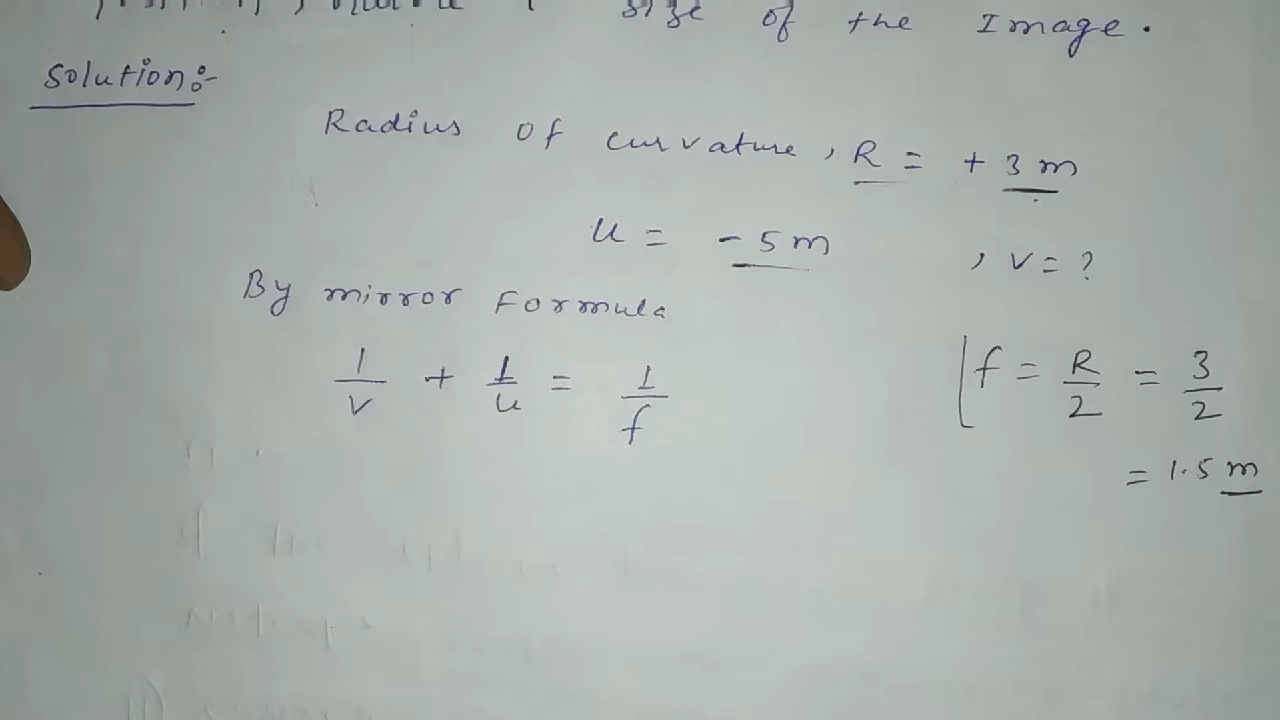 size of the Image.
Solution:-
Radius of curvature, R = + 3 m
u = - 5 m , v = ?
By mirror Formula
1/v + 1/u = 1/f
f = R/2 = 3/2
= 1.5 m